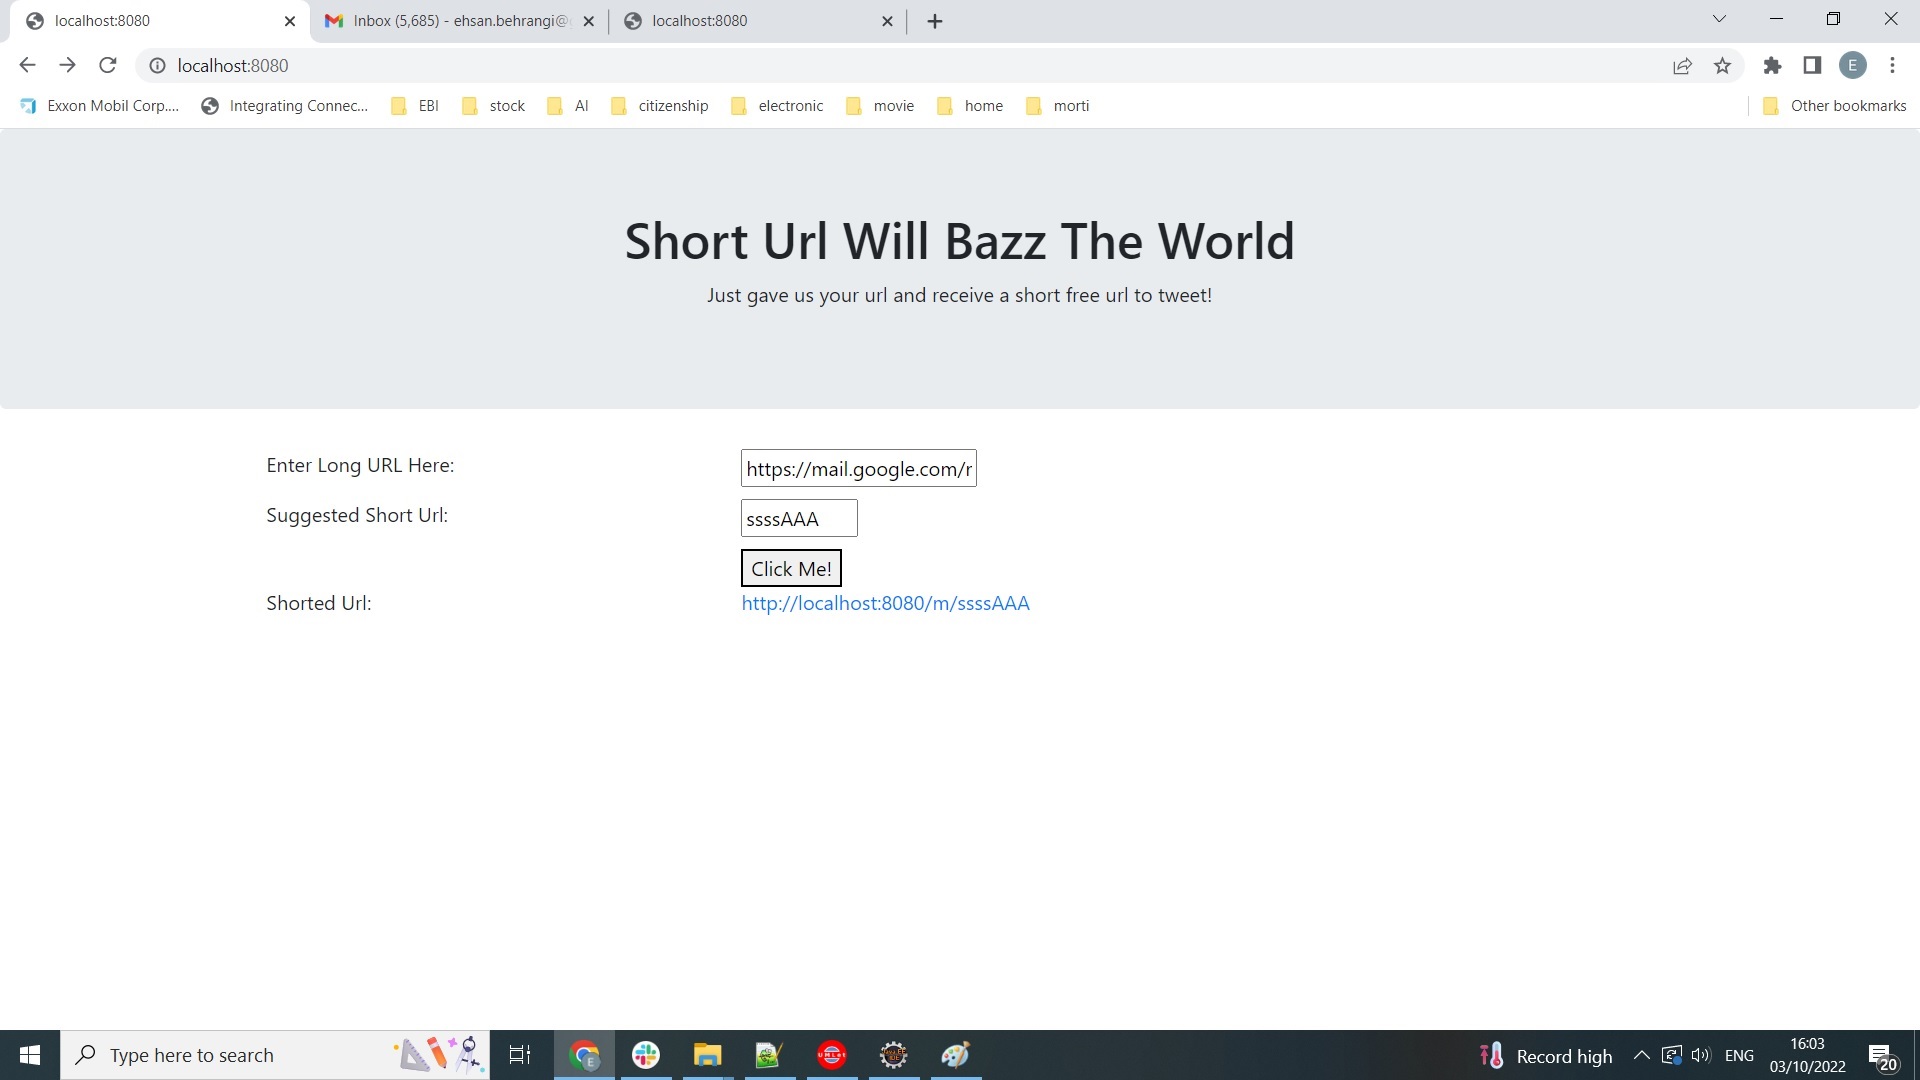 localhost:8080
Inbox (5,685) - ehsan.behrangi@
localhost:8080
localhost:8080
E
Exxon Mobil Corp....
Integrating Connec...
EBI
stock
AI
citizenship
electronic
movie
home
morti
Other bookmarks
Short Url Will Bazz The World
Just gave us your url and receive a short free url to tweet!
Enter Long URL Here:
https://mail.google.com/r
Suggested Short Url:
ssssAAA
Click Me!
Shorted Url:
http://localhost:8080/m/ssssAAA
Type here to search
E
UMLet
Record high
ENG
16:03
03/10/2022
20